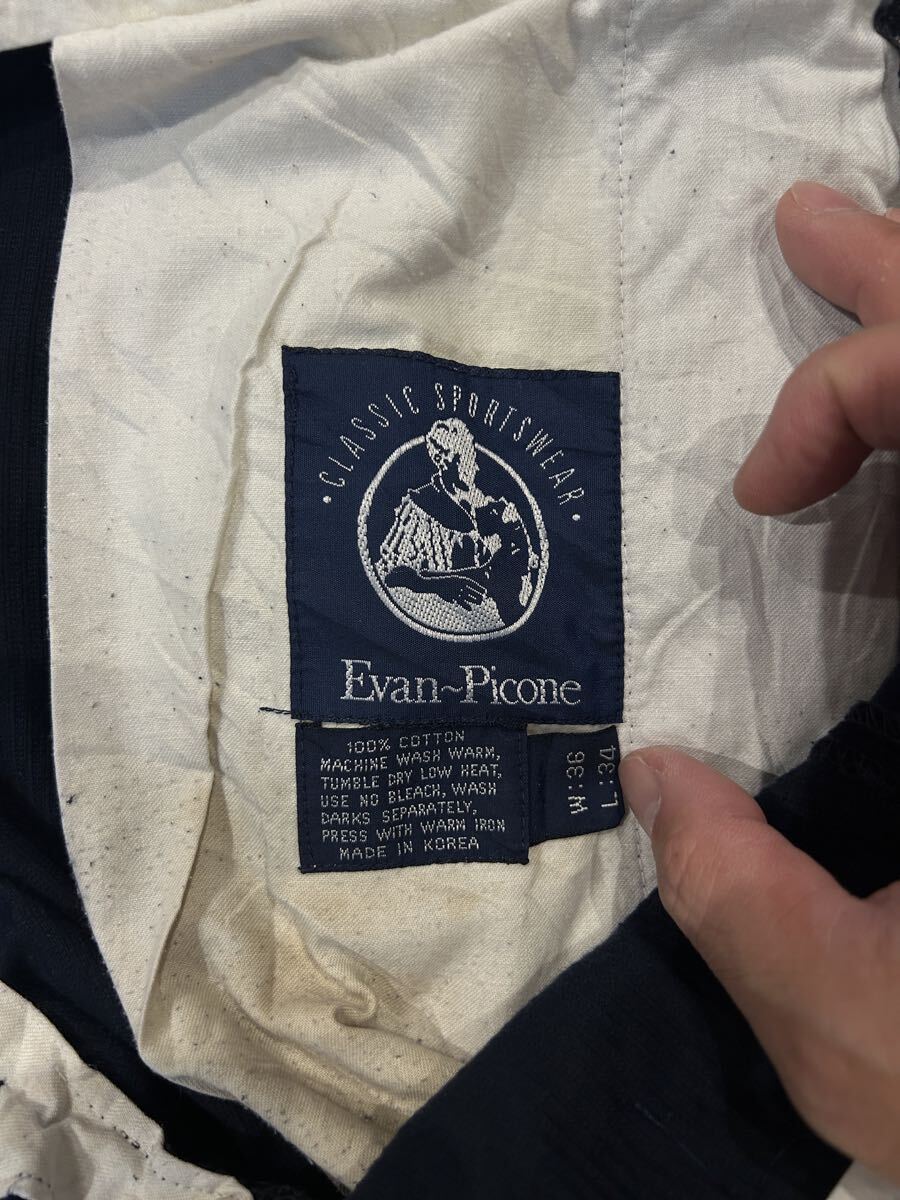 · CLASSIC SPORTSWEAR ·
Evan~Picone
100% COTTON
MACHINE WASH WARM,
TUMBLE DRY LOW HEAT,
USE NO BLEACH, WASH
DARKS SEPARATELY,
PRESS WITH WARM IRON
MADE IN KOREA
W:36
L:34